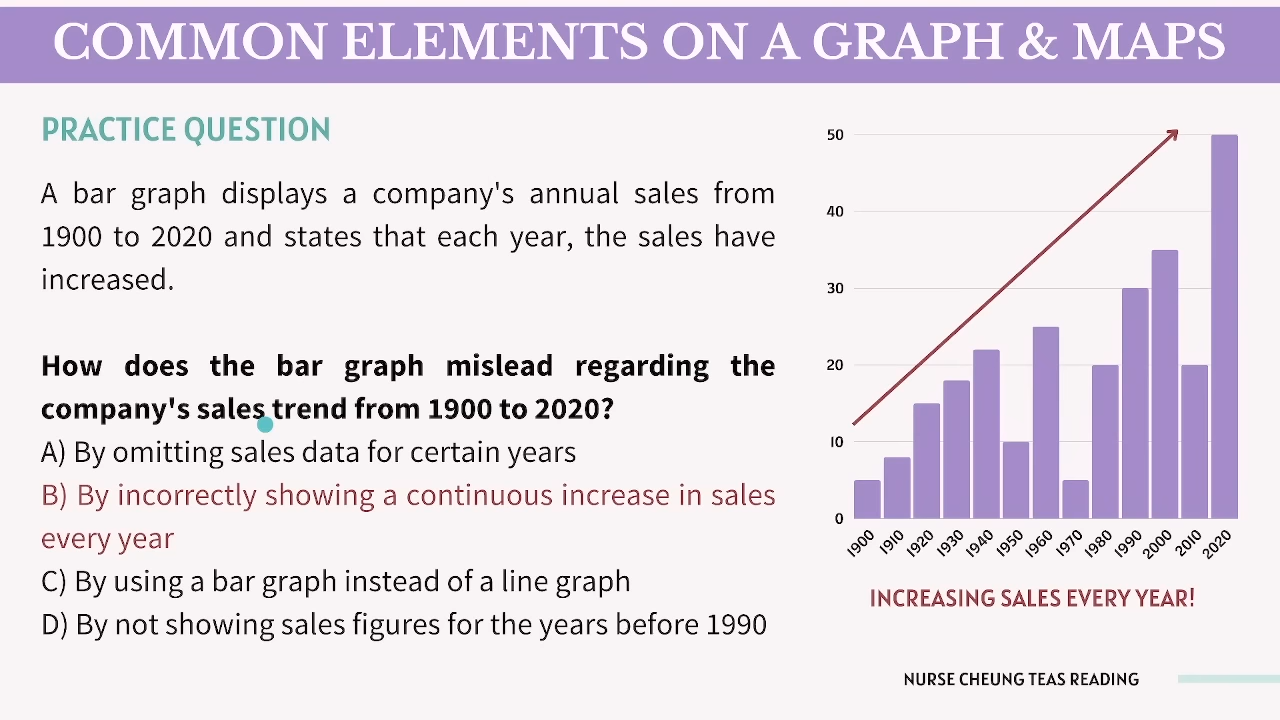 COMMON ELEMENTS ON A GRAPH & MAPS
PRACTICE QUESTION
A bar graph displays a company's annual sales from
1900 to 2020 and states that each year, the sales have
increased.
How does the bar graph mislead regarding the
company's sales trend from 1900 to 2020?
A) By omitting sales data for certain years
B) By incorrectly showing a continuous increase in sales
every year
C) By using a bar graph instead of a line graph
D) By not showing sales figures for the years before 1990
50
40
30
20
10
0
1900 1910 1920 1930 1940 1950 1960 1970 1980 1990 2000 2010 2020
INCREASING SALES EVERY YEAR!
NURSE CHEUNG TEAS READING